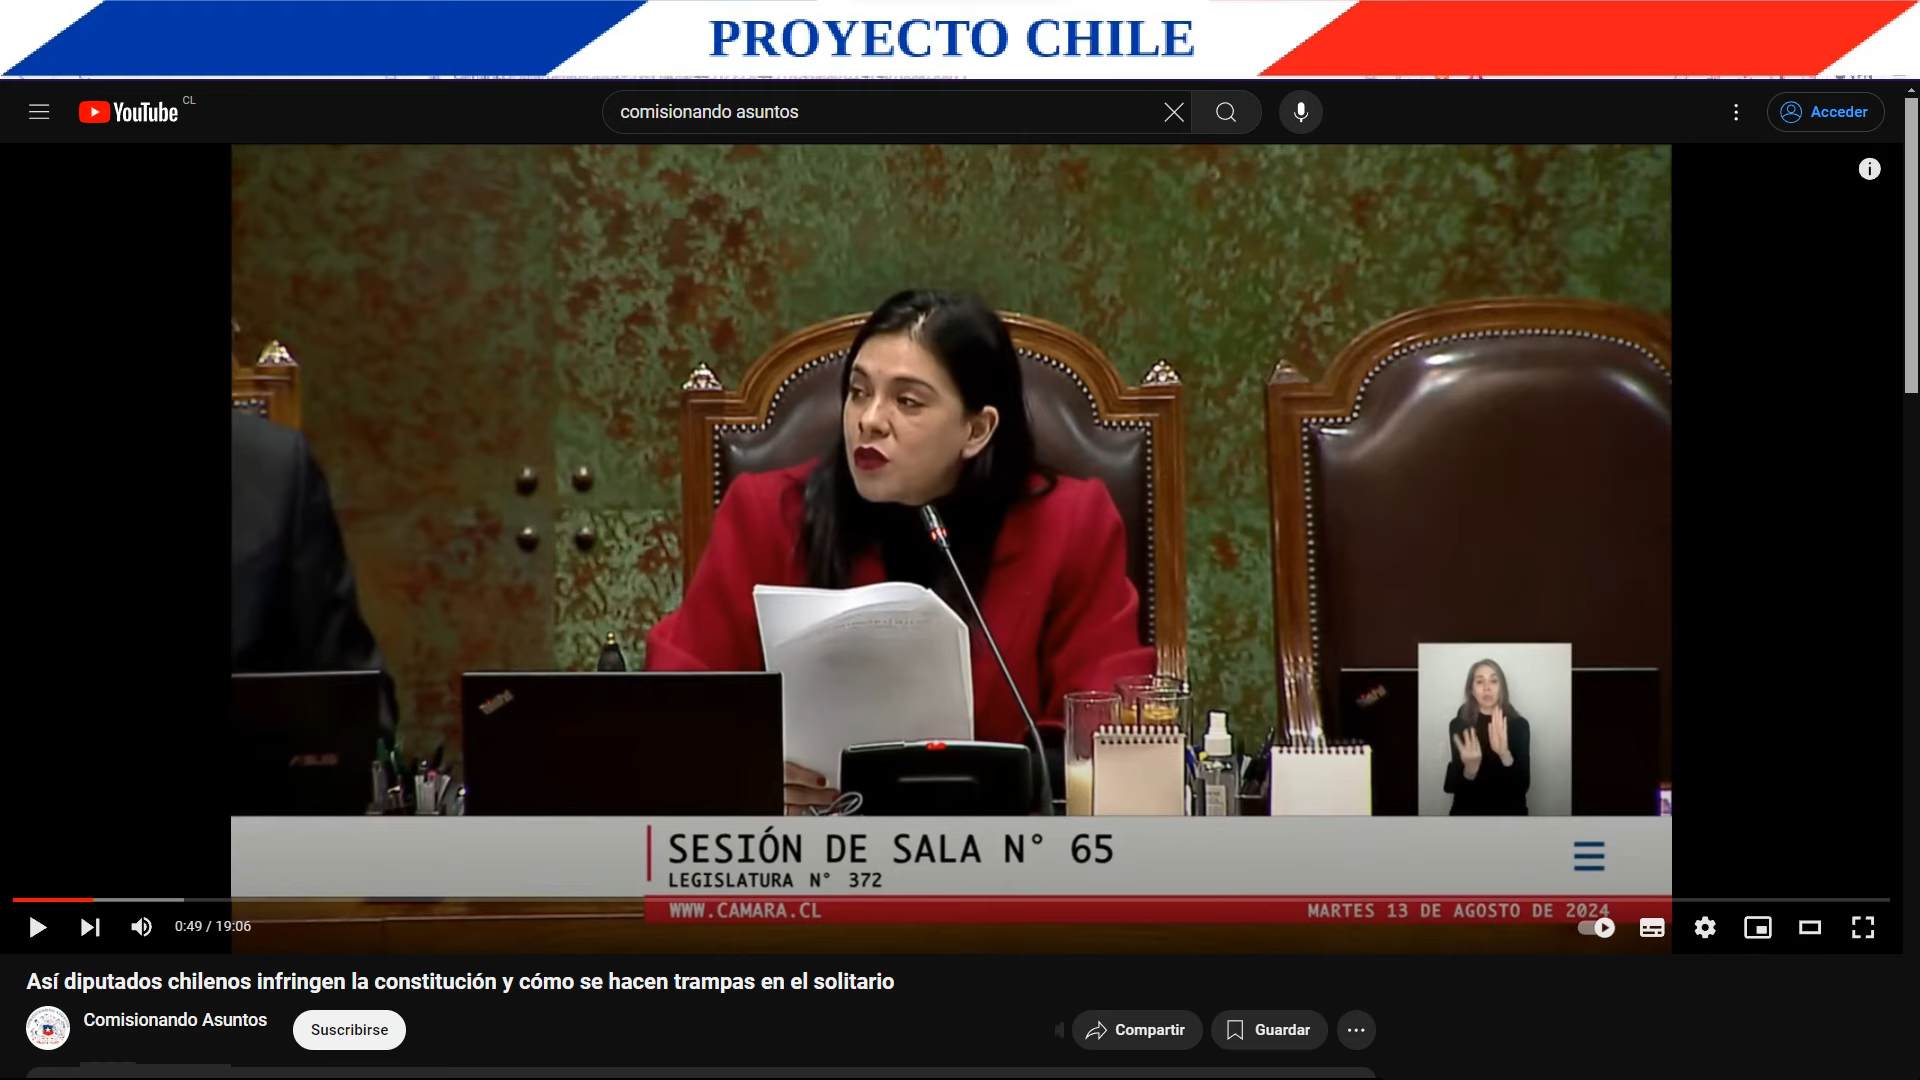 PROYECTO CHILE
YouTube CL
comisionando asuntos
Acceder
SESIÓN DE SALA N° 65
LEGISLATURA N° 372
WWW.CAMARA.CL
MARTES 13 DE AGOSTO DE 2024
0:49 / 19:06
Así diputados chilenos infringen la constitución y cómo se hacen trampas en el solitario
Comisionando Asuntos
Suscribirse
Compartir
Guardar